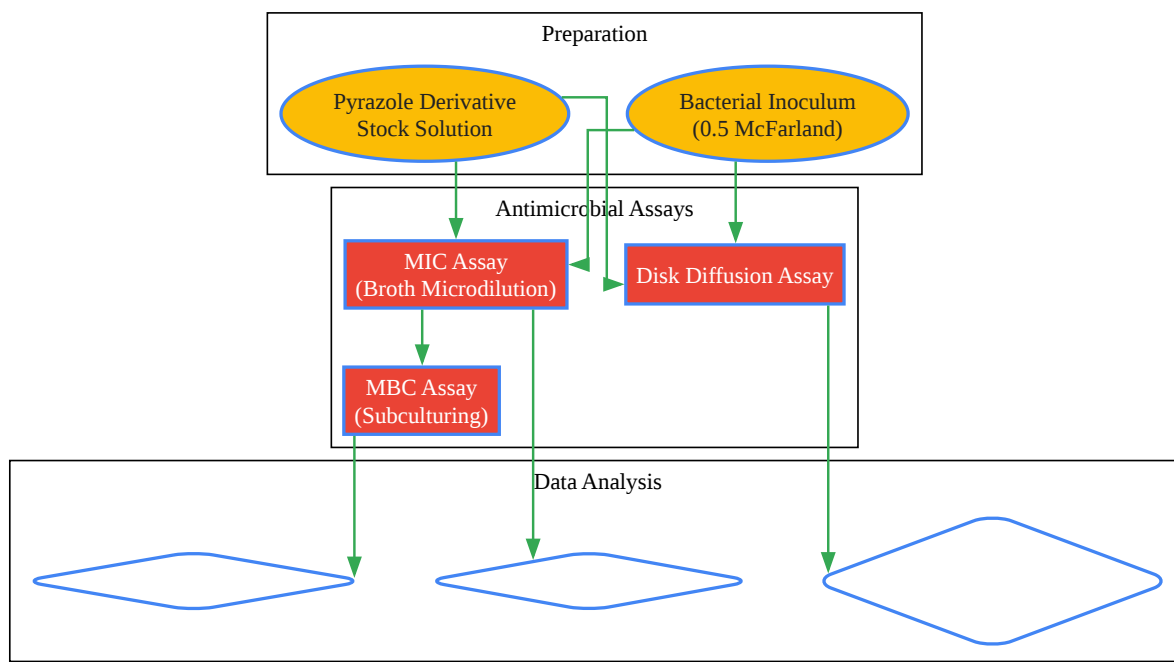 Preparation
Pyrazole Derivative
Stock Solution
Bacterial Inoculum
(0.5 McFarland)
Antimicrobial Assays
MIC Assay
(Broth Microdilution)
Disk Diffusion Assay
MBC Assay
(Subculturing)
Data Analysis